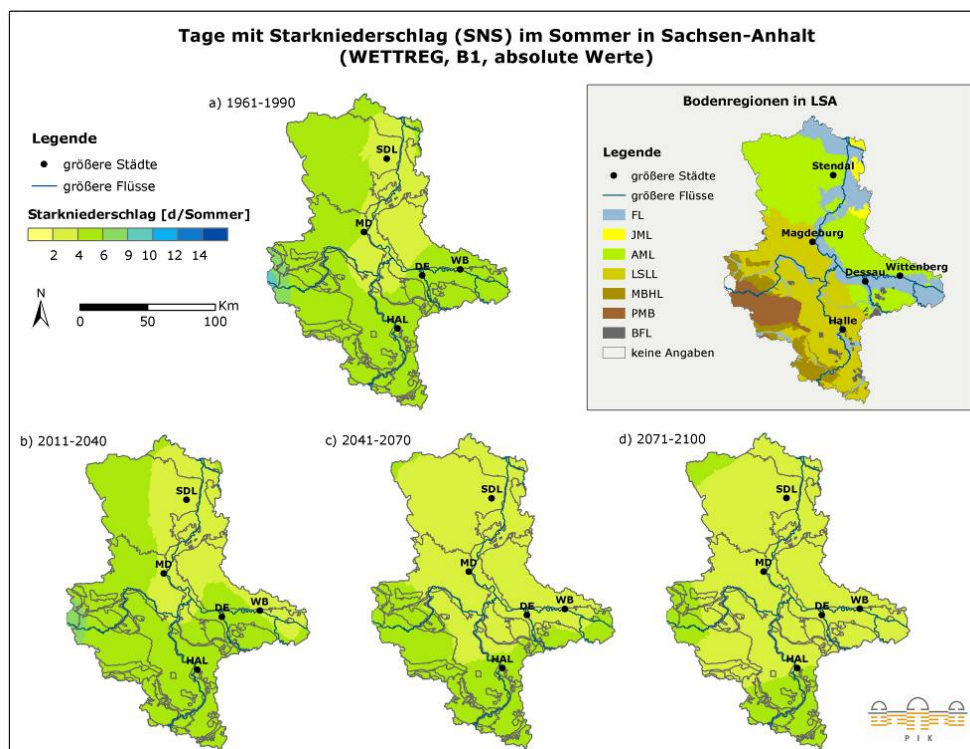 Tage mit Starkniederschlag (SNS) im Sommer in Sachsen-Anhalt
(WETTREG, B1, absolute Werte)
a) 1961-1990
Legende
größere Städte
größere Flüsse
Starkniederschlag [d/Sommer]
2 4 6 8 10 12 14
N
Km
0 50 100
SDL
MD
DE
WB
HAL
Bodenregionen in LSA
Legende
größere Städte
größere Flüsse
FL
JML
AML
LSLL
MBHL
PMB
BFL
keine Angaben
Stendal
Magdeburg
Dessau
Wittenberg
Halle
b) 2011-2040
SDL
MD
DE
WB
HAL
c) 2041-2070
SDL
MD
DE
WB
HAL
d) 2071-2100
SDL
MD
DE
WB
HAL
P I K